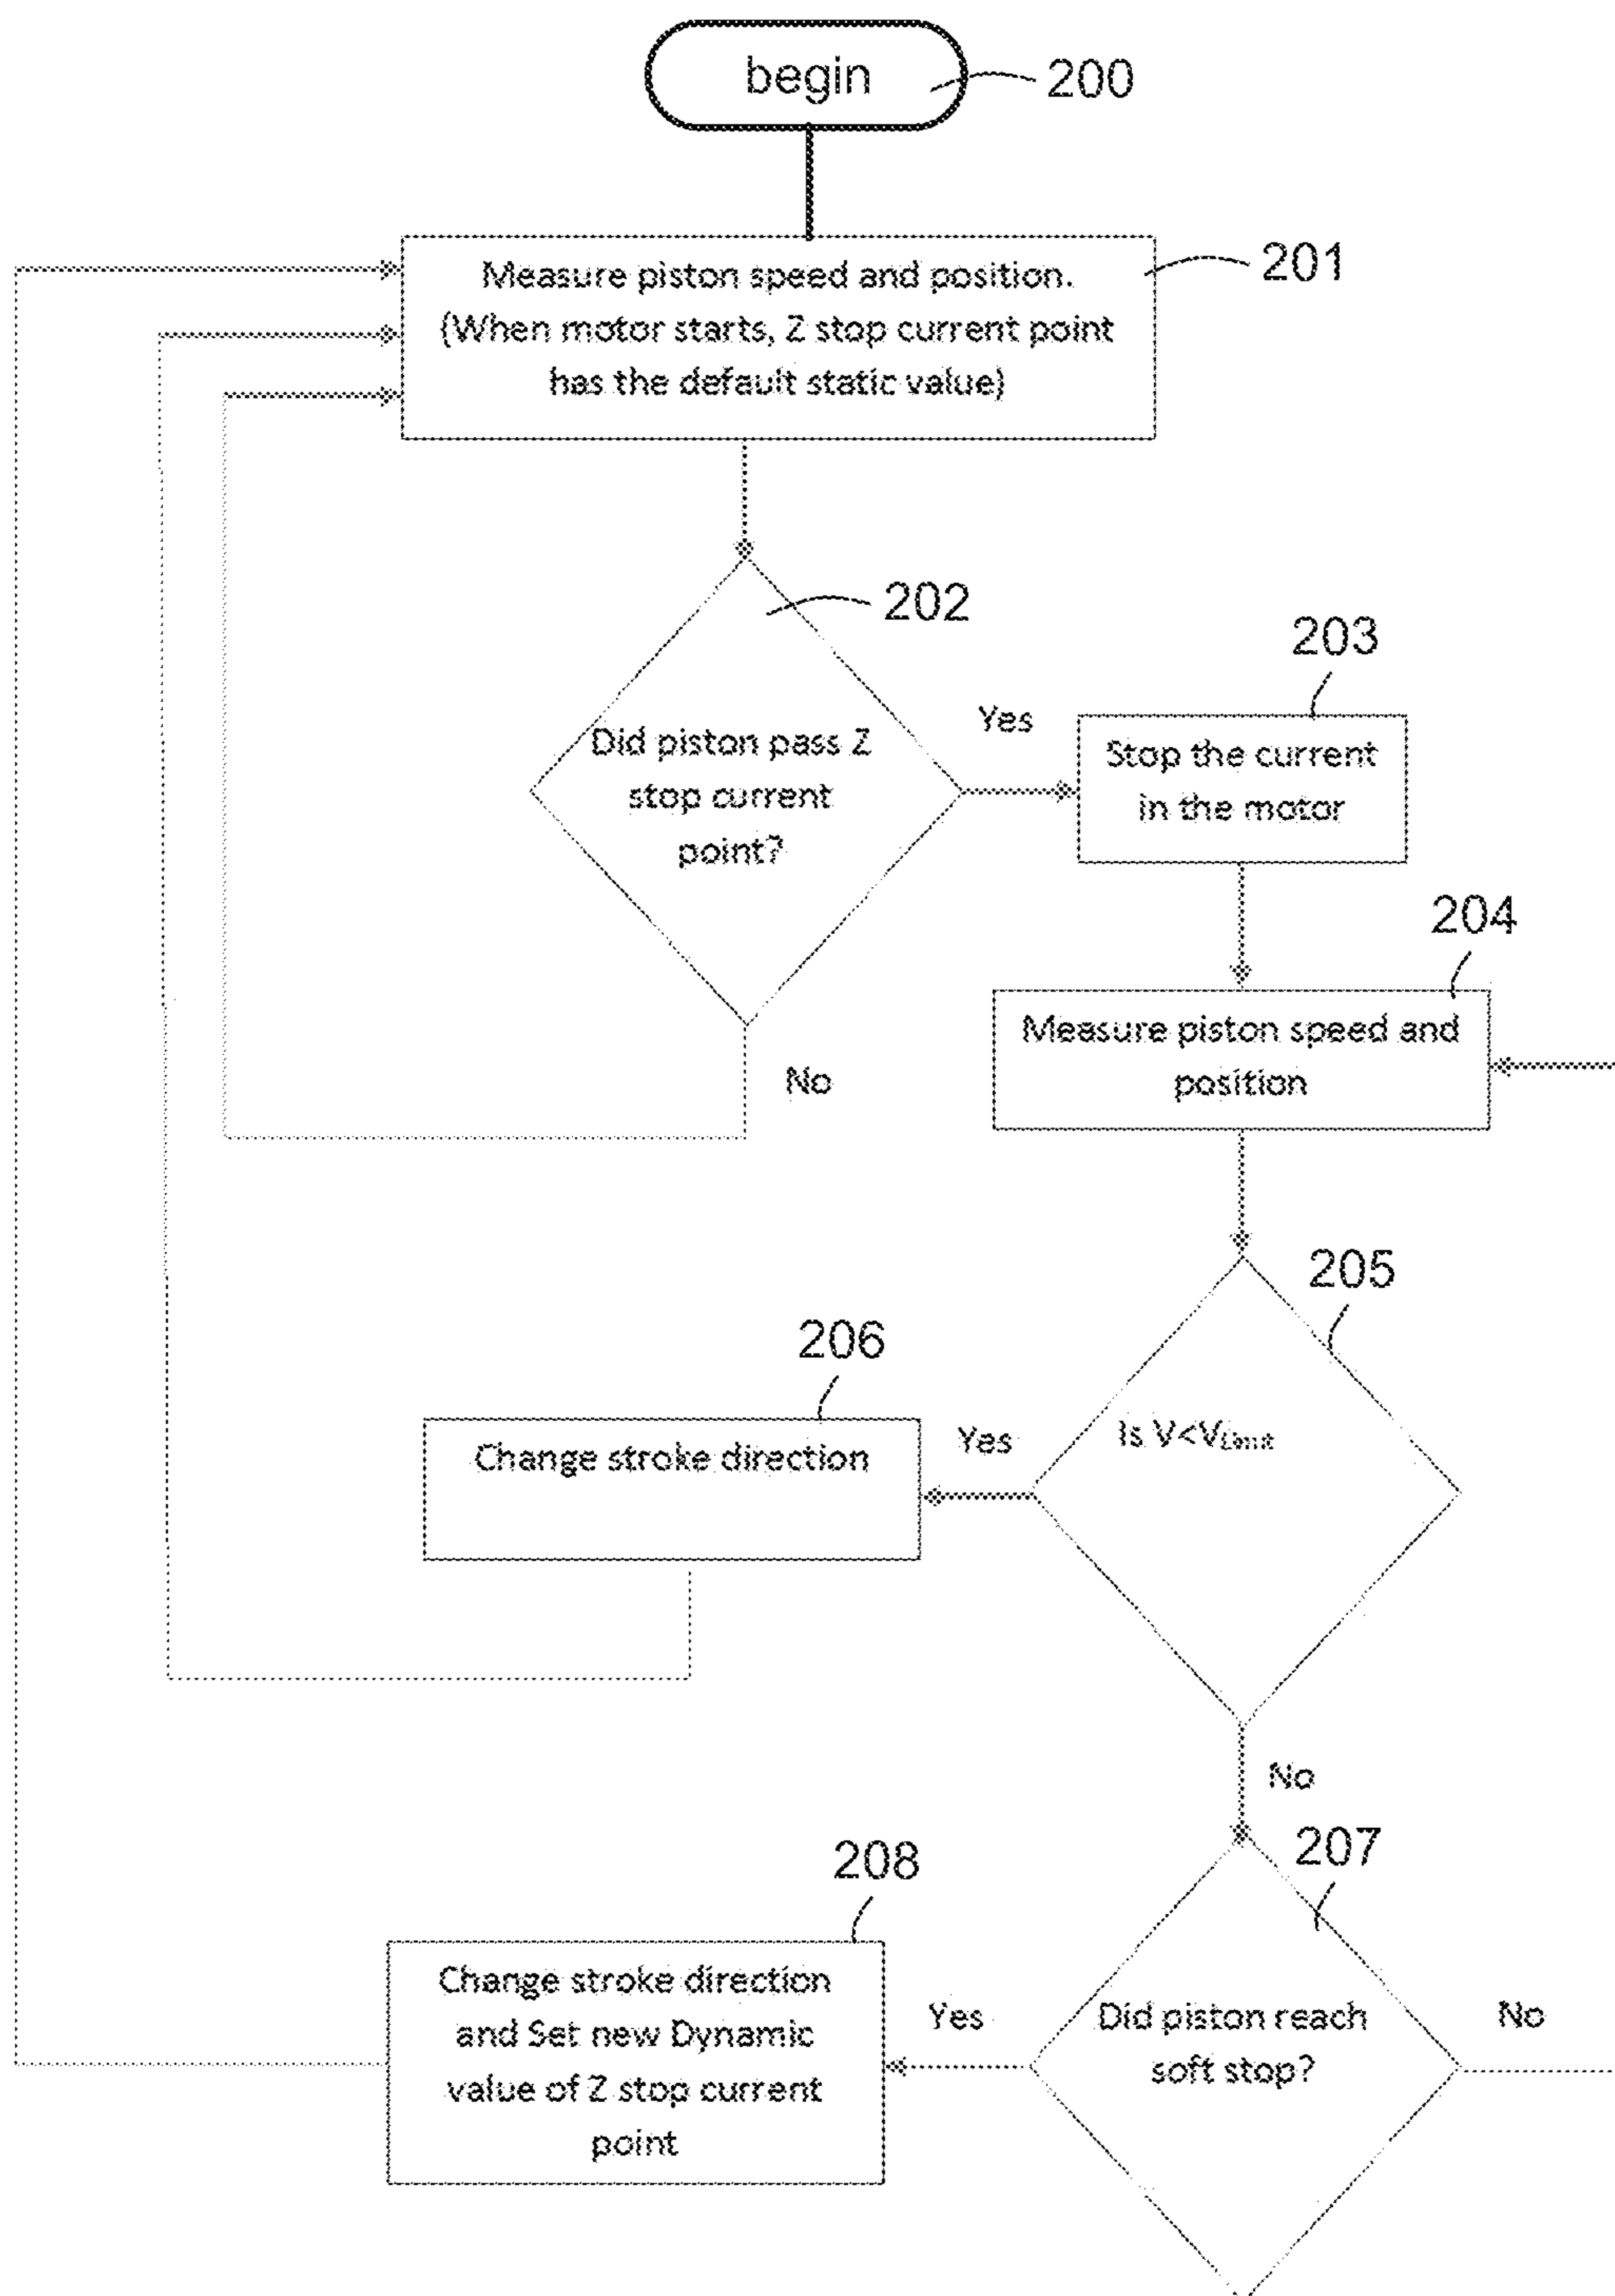 begin
200
Measure piston speed and position.
(When motor starts, Z stop current point
has the default static value)
201
202
Did piston pass Z
stop current
point?
Yes
No
203
Stop the current
in the motor
204
Measure piston speed and
position
205
Is V<VLimit
Yes
206
Change stroke direction
No
207
Did piston reach
soft stop?
Yes
No
208
Change stroke direction
and Set new Dynamic
value of Z stop current
point